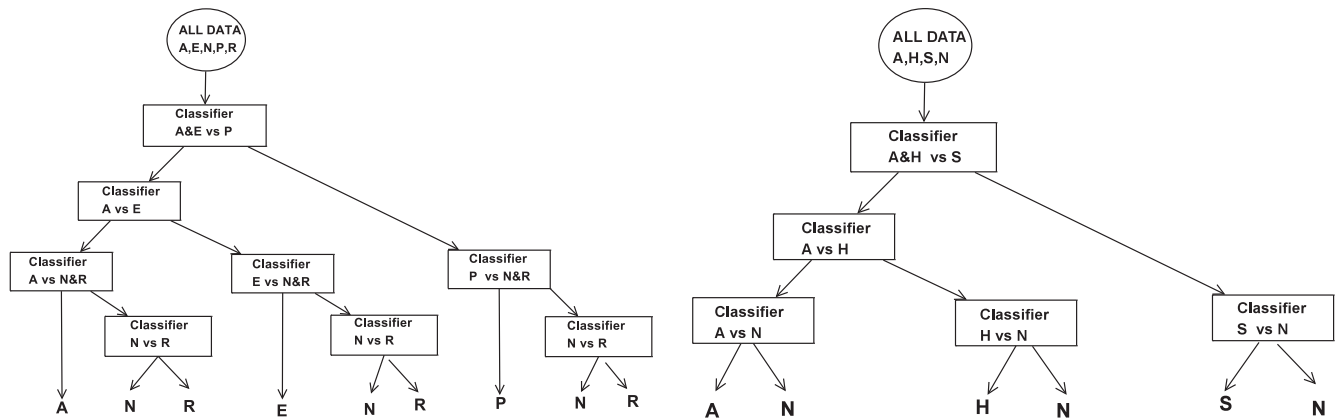 ALL DATA
A,E,N,P,R
Classifier
A&E vs P
Classifier
A vs E
Classifier
A vs N&R
Classifier
E vs N&R
Classifier
P vs N&R
Classifier
N vs R
Classifier
N vs R
Classifier
N vs R
A
N
R
E
N
R
P
N
R
ALL DATA
A,H,S,N
Classifier
A&H vs S
Classifier
A vs H
Classifier
A vs N
Classifier
H vs N
Classifier
S vs N
A
N
H
N
S
N